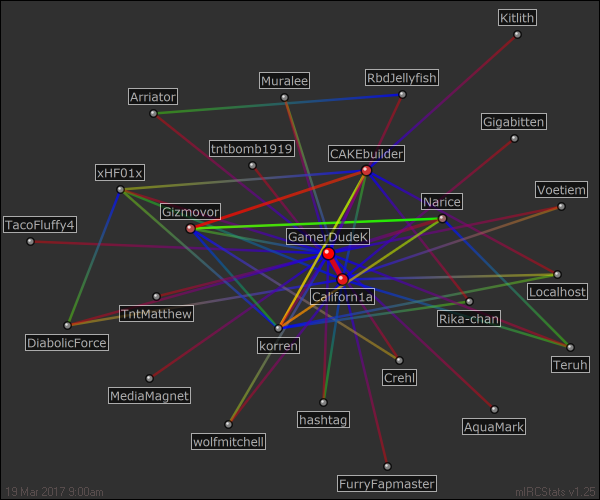 Kitlith
Muralee
RbdJellyfish
Arriator
Gigabitten
tntbomb1919
CAKEbuilder
xHF01x
Narice
Voetiem
Gizmovor
TacoFluffy4
GamerDudeK
Californ1a
Localhost
TntMatthew
Rika-chan
DiabolicForce
korren
Teruh
Crehl
MediaMagnet
hashtag
AquaMark
wolfmitchell
FurryFapmaster
19 Mar 2017 9:00am
mIRCStats v1.25